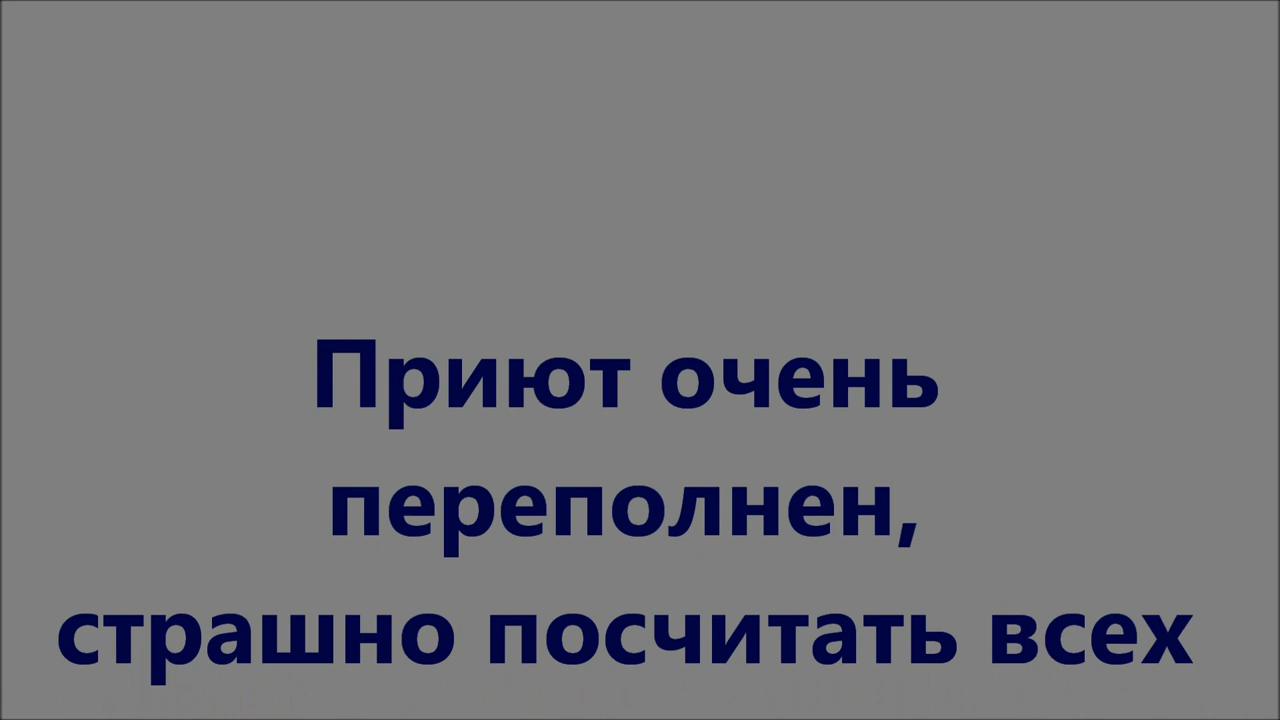 Приют очень
переполнен,
страшно посчитать всех